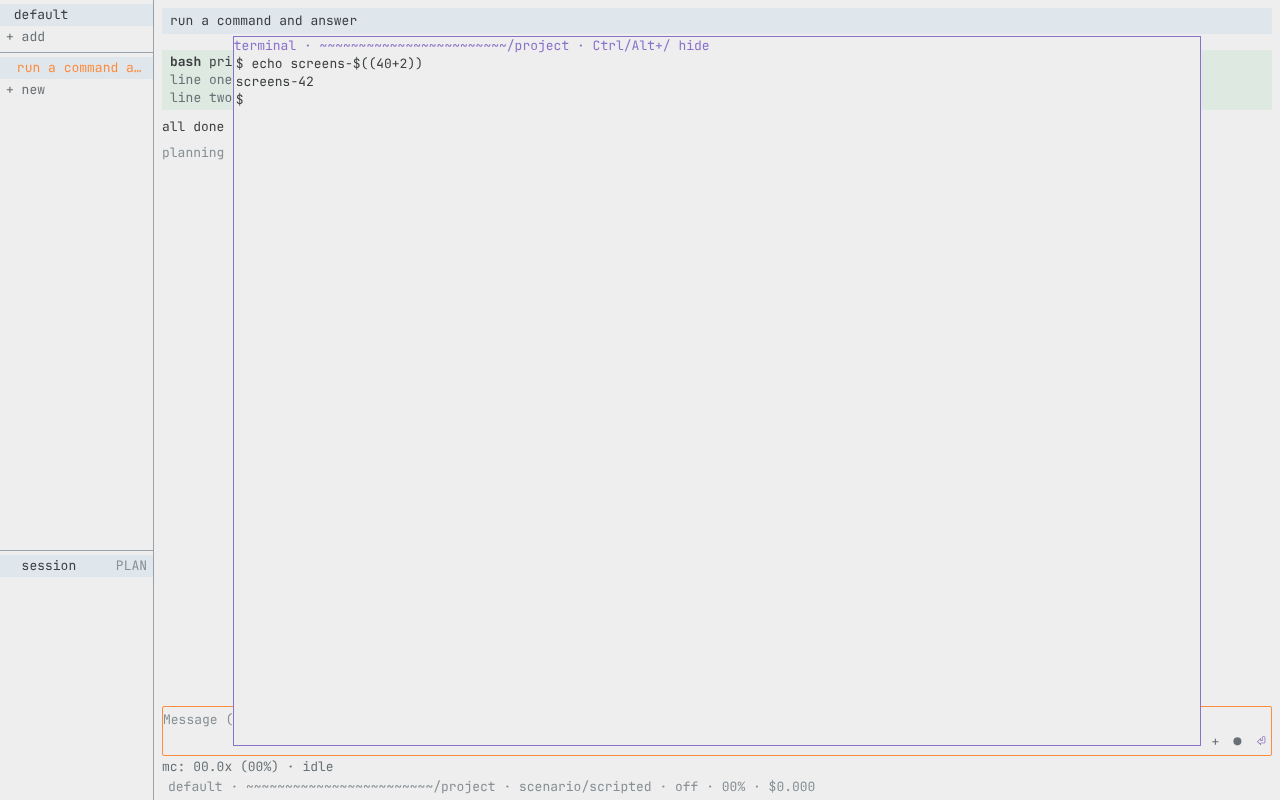 default
+ add
run a command a…
+ new
session PLAN
run a command and answer
terminal · ~~~~~~~~~~~~~~~~~~~~~~~~/project · Ctrl/Alt+/ hide
bash pri
line one
line two
$ echo screens-$((40+2))
screens-42
$
all done
planning
Message (
+ ● ⏎
mc: 00.0x (00%) · idle
default · ~~~~~~~~~~~~~~~~~~~~~~~~/project · scenario/scripted · off · 00% · $0.000